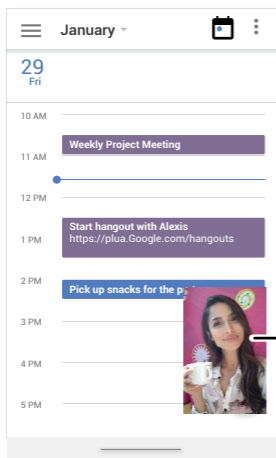 January
29
Fri
10 AM
Weekly Project Meeting
11 AM
12 PM
Start hangout with Alexis
https://plua.Google.com/hangouts
1 PM
2 PM
Pick up snacks for the
3 PM
4 PM
5 PM